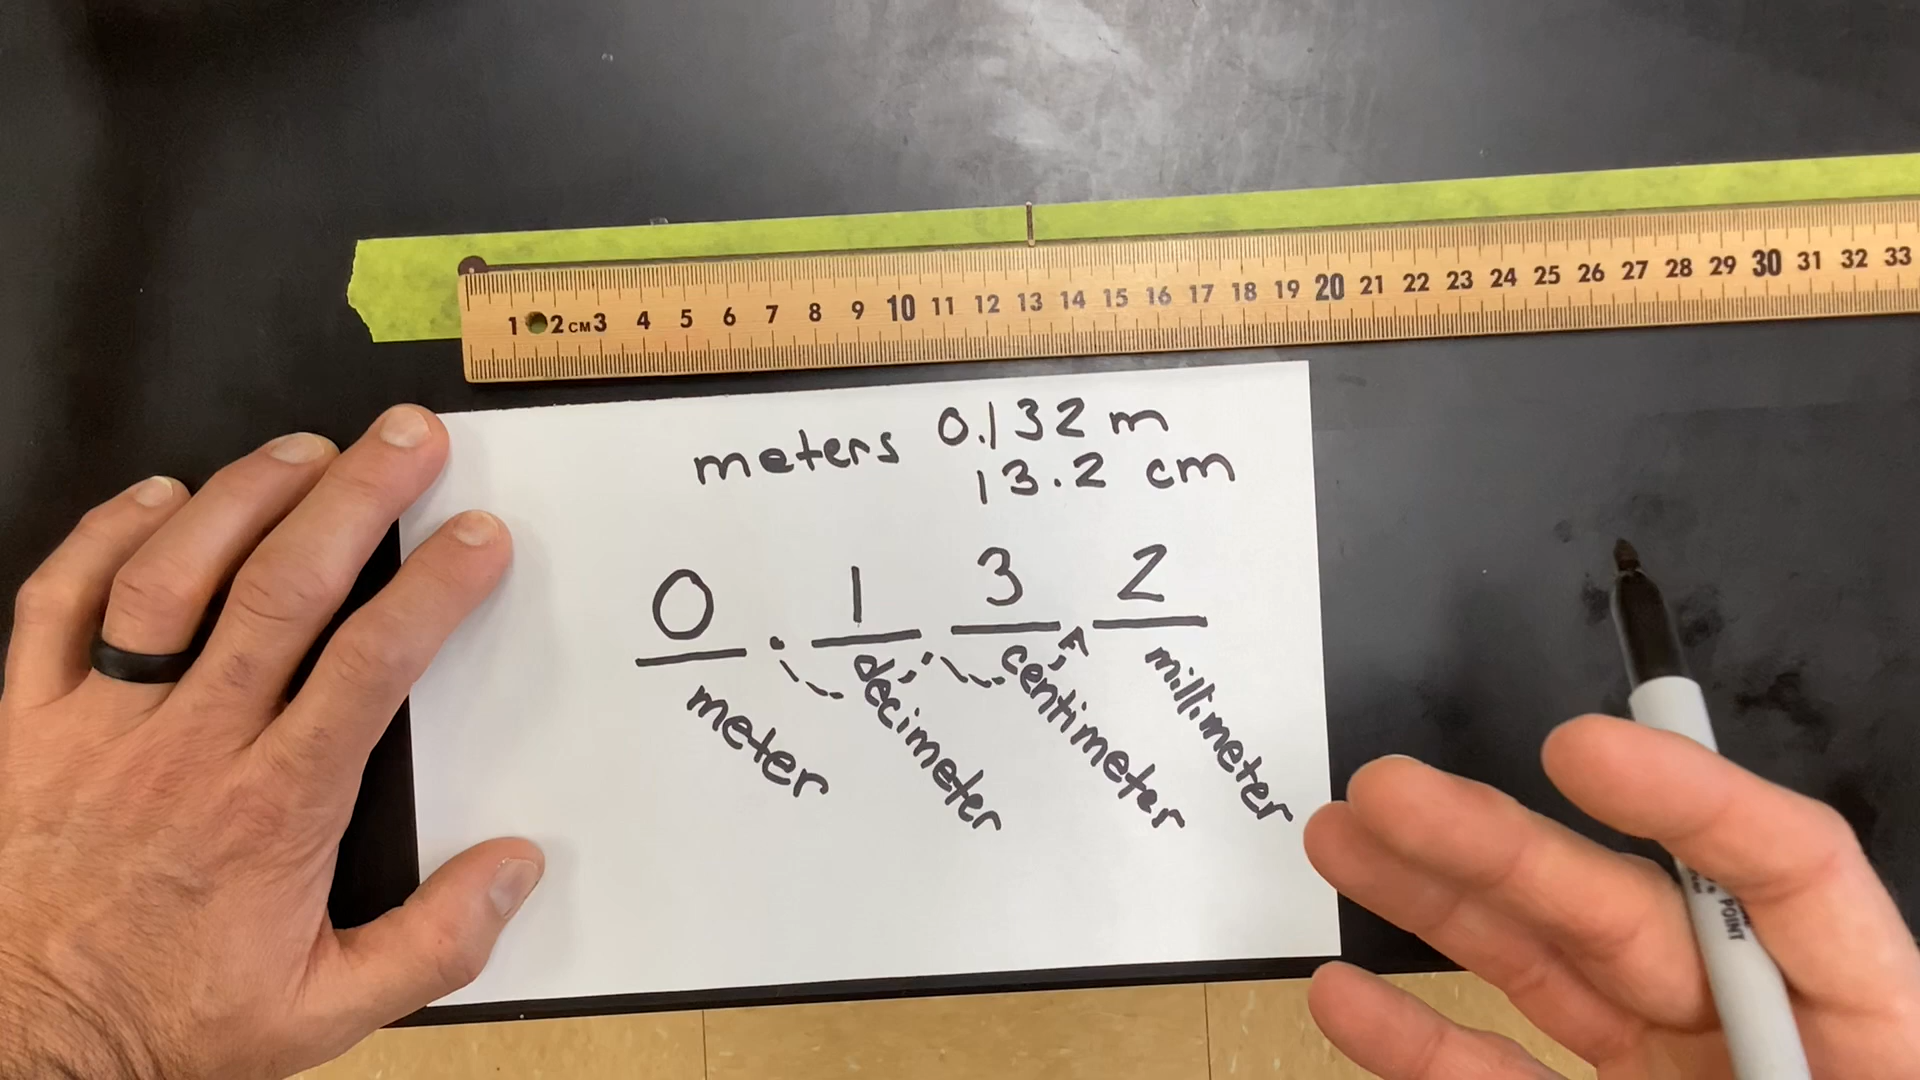 1 2 CM 3 4 5 6 7 8 9 10 11 12 13 14 15 16 17 18 19 20 21 22 23 24 25 26 27 28 29 30 31 32 33
meters 0.132 m
13.2 cm
0 . 1 3 2
meter decimeter centimeter millimeter
POINT